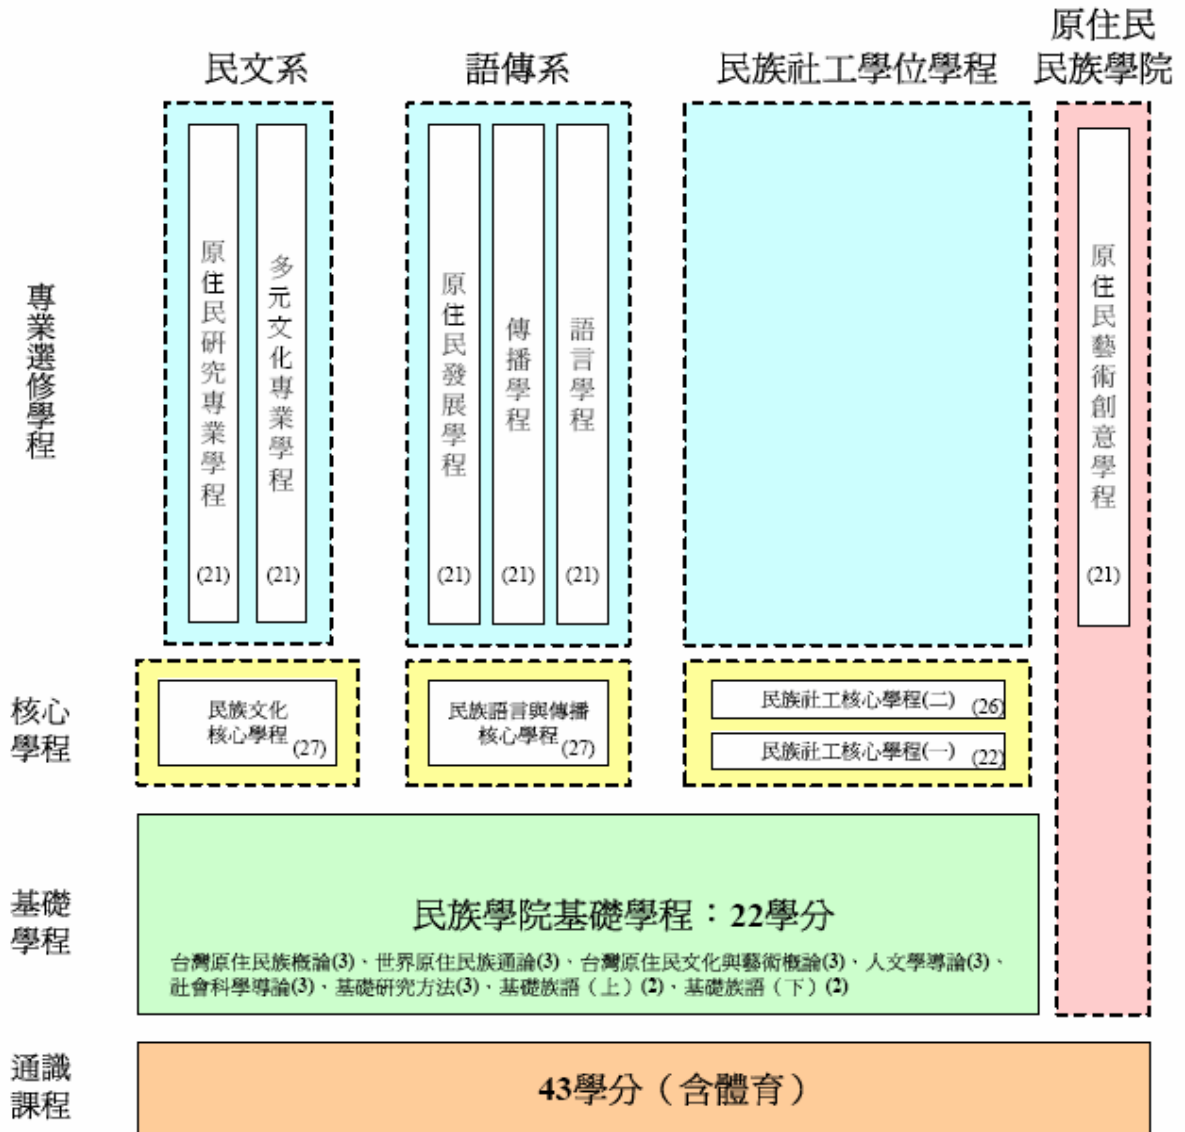 民文系
語傳系
民族社工學位學程
原住民
民族學院
專業選修學程
原住民研究專業學程
(21)
多元文化專業學程
(21)
原住民發展學程
(21)
傳播學程
(21)
語言學程
(21)
原住民藝術創意學程
(21)
核心
學程
民族文化
核心學程(27)
民族語言與傳播
核心學程(27)
民族社工核心學程(二) (26)
民族社工核心學程(一) (22)
基礎
學程
民族學院基礎學程：22學分
台灣原住民族概論(3)、世界原住民族通論(3)、台灣原住民文化與藝術概論(3)、人文學導論(3)、
社會科學導論(3)、基礎研究方法(3)、基礎族語（上）(2)、基礎族語（下）(2)
通識
課程
43學分（含體育）